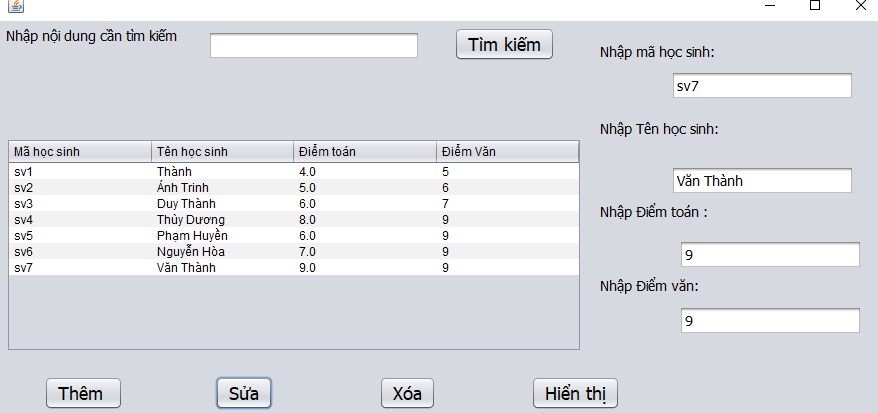 Nhập nội dung cần tìm kiếm
Tìm kiếm
Nhập mã học sinh:
sv7
Nhập Tên học sinh:
Văn Thành
Nhập Điểm toán :
9
Nhập Điểm văn:
9
Mã học sinh Tên học sinh Điểm toán Điểm Văn
sv1 Thành 4.0 5
sv2 Ánh Trinh 5.0 6
sv3 Duy Thành 6.0 7
sv4 Thùy Dương 8.0 9
sv5 Phạm Huyền 6.0 9
sv6 Nguyễn Hòa 7.0 9
sv7 Văn Thành 9.0 9
Thêm Sửa Xóa Hiển thị